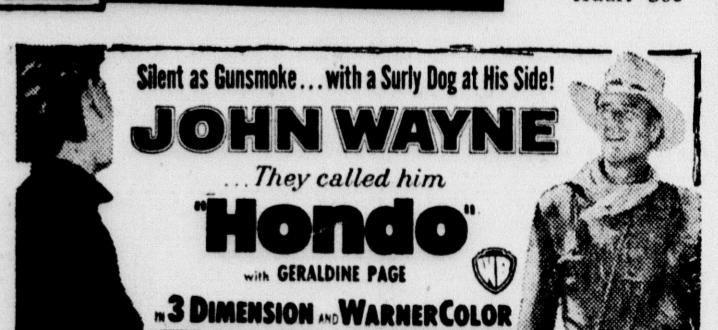 Silent as Gunsmoke...with a Surly Dog at His Side!
JOHN WAYNE
...They called him
"Hondo"
with GERALDINE PAGE
WB
IN 3 DIMENSION AND WARNERCOLOR